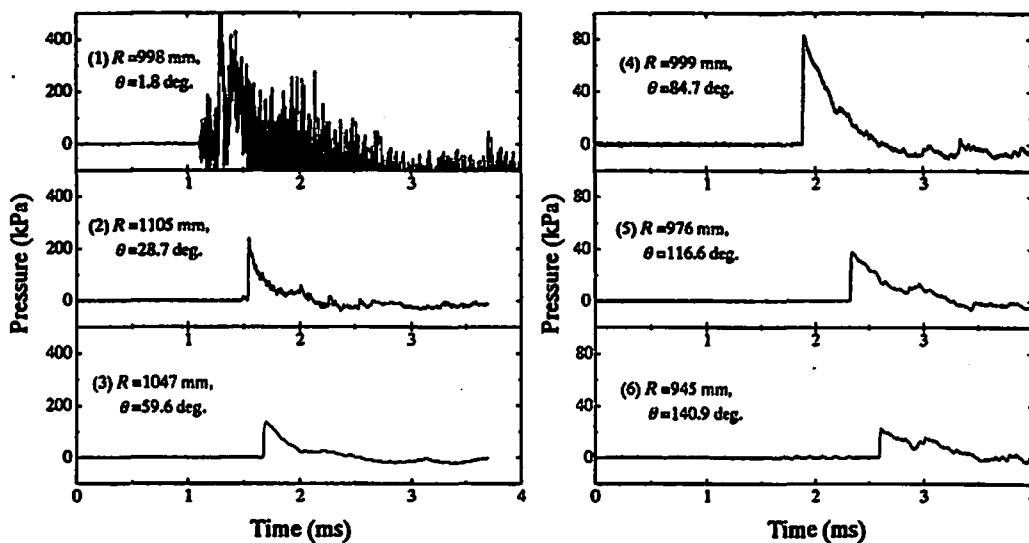 400
(1) R=998 mm,
θ=1.8 deg.
200
0
1 2 3
400
(2) R=1105 mm,
θ=28.7 deg.
200
0
1 2 3
400
(3) R=1047 mm,
θ=59.6 deg.
200
0
0 1 2 3 4
Pressure (kPa)
Time (ms)
80
(4) R=999 mm,
θ=84.7 deg.
40
0
1 2 3
80
(5) R=976 mm,
θ=116.6 deg.
40
0
1 2 3
80
(6) R=945 mm,
θ=140.9 deg.
40
0
0 1 2 3
Pressure (kPa)
Time (ms)